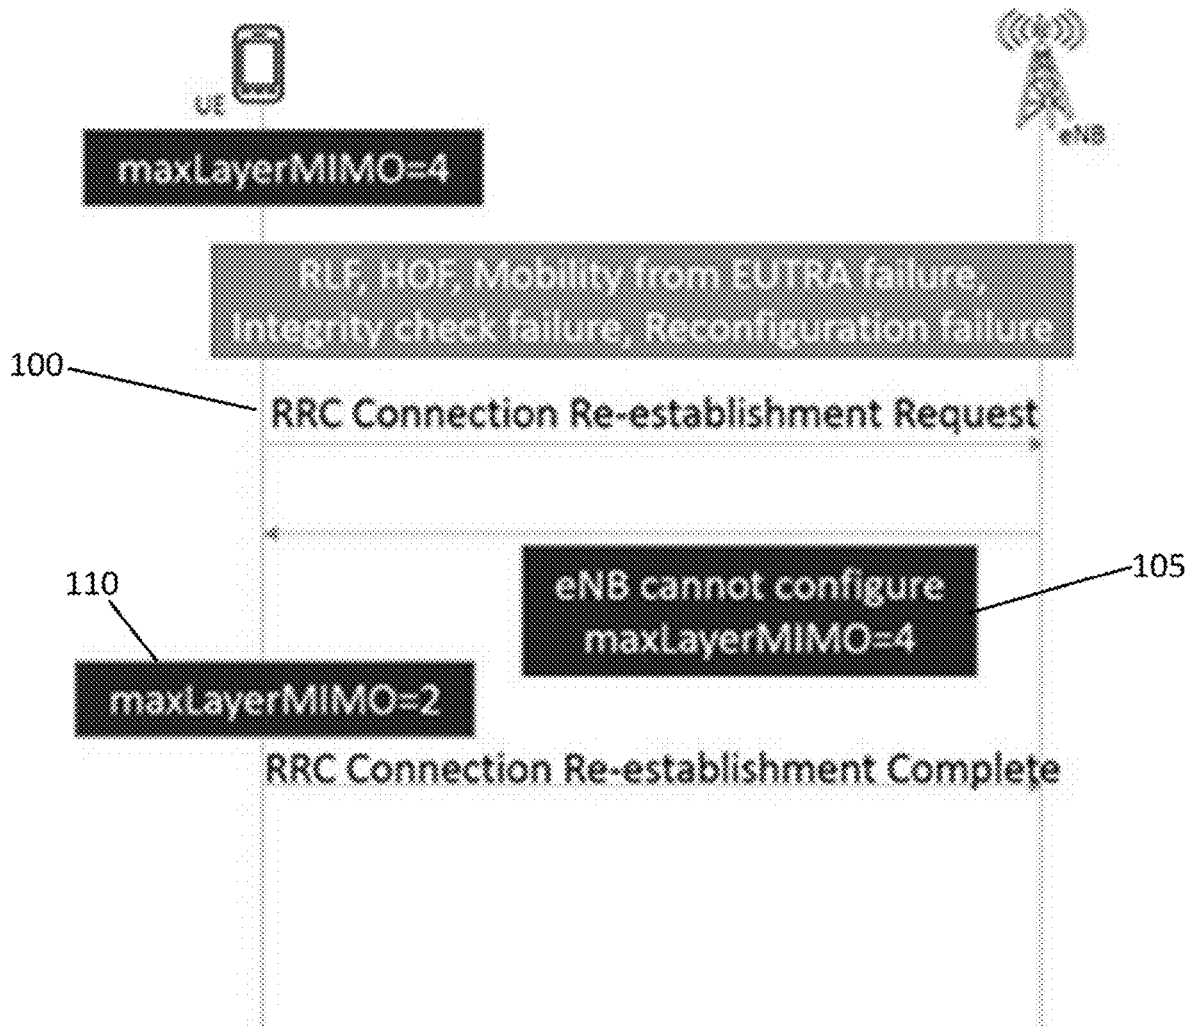 UE
eNB
maxLayerMIMO=4
RLF, HOF, Mobility from EUTRA failure,
Integrity check failure, Reconfiguration failure
100
RRC Connection Re-establishment Request
105
eNB cannot configure
maxLayerMIMO=4
110
maxLayerMIMO=2
RRC Connection Re-establishment Complete